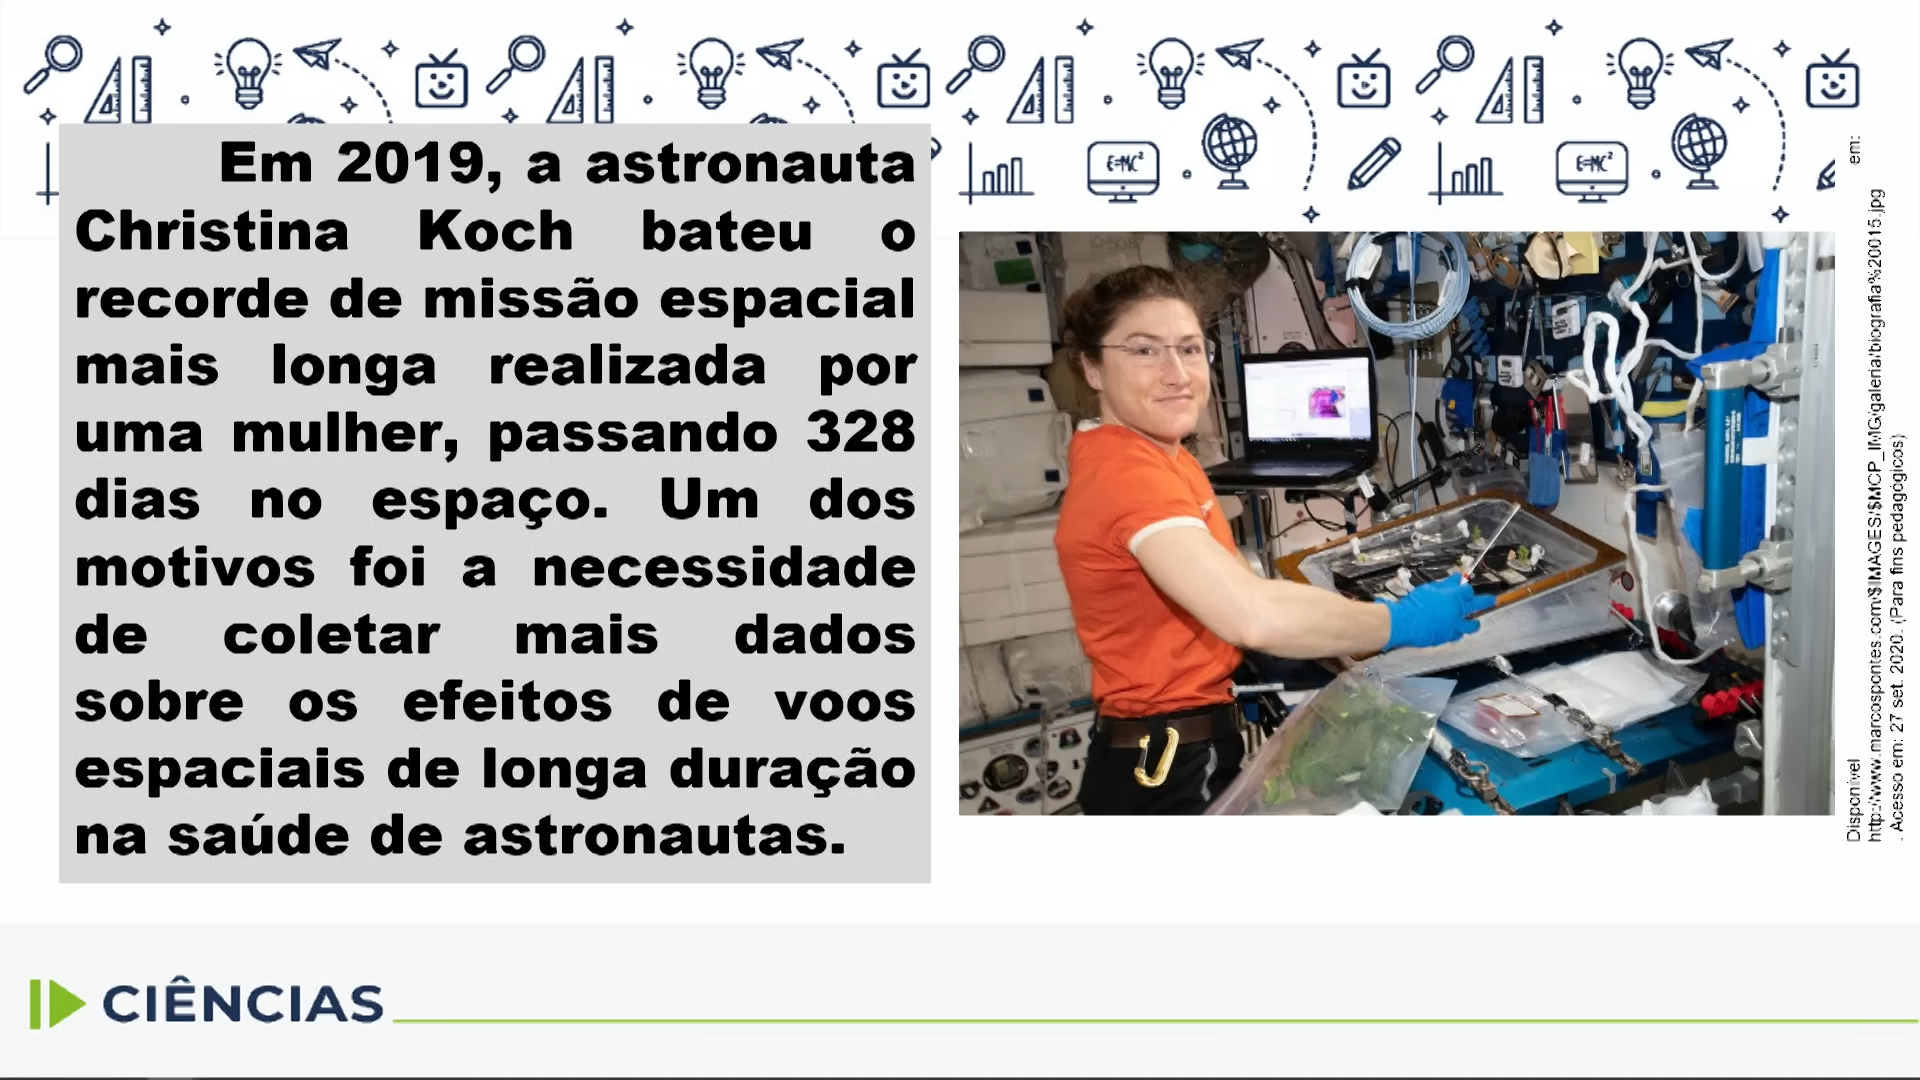 Em 2019, a astronauta
Christina Koch bateu o
recorde de missão espacial
mais longa realizada por
uma mulher, passando 328
dias no espaço. Um dos
motivos foi a necessidade
de coletar mais dados
sobre os efeitos de voos
espaciais de longa duração
na saúde de astronautas.
E=MC²
E=MC²
Disponível em:
http://www.marcospontes.com/$IMAGES/$MCP_IMG/galeria/biografia%20015.jpg
. Acesso em: 27 set. 2020. (Para fins pedagógicos)
CIÊNCIAS